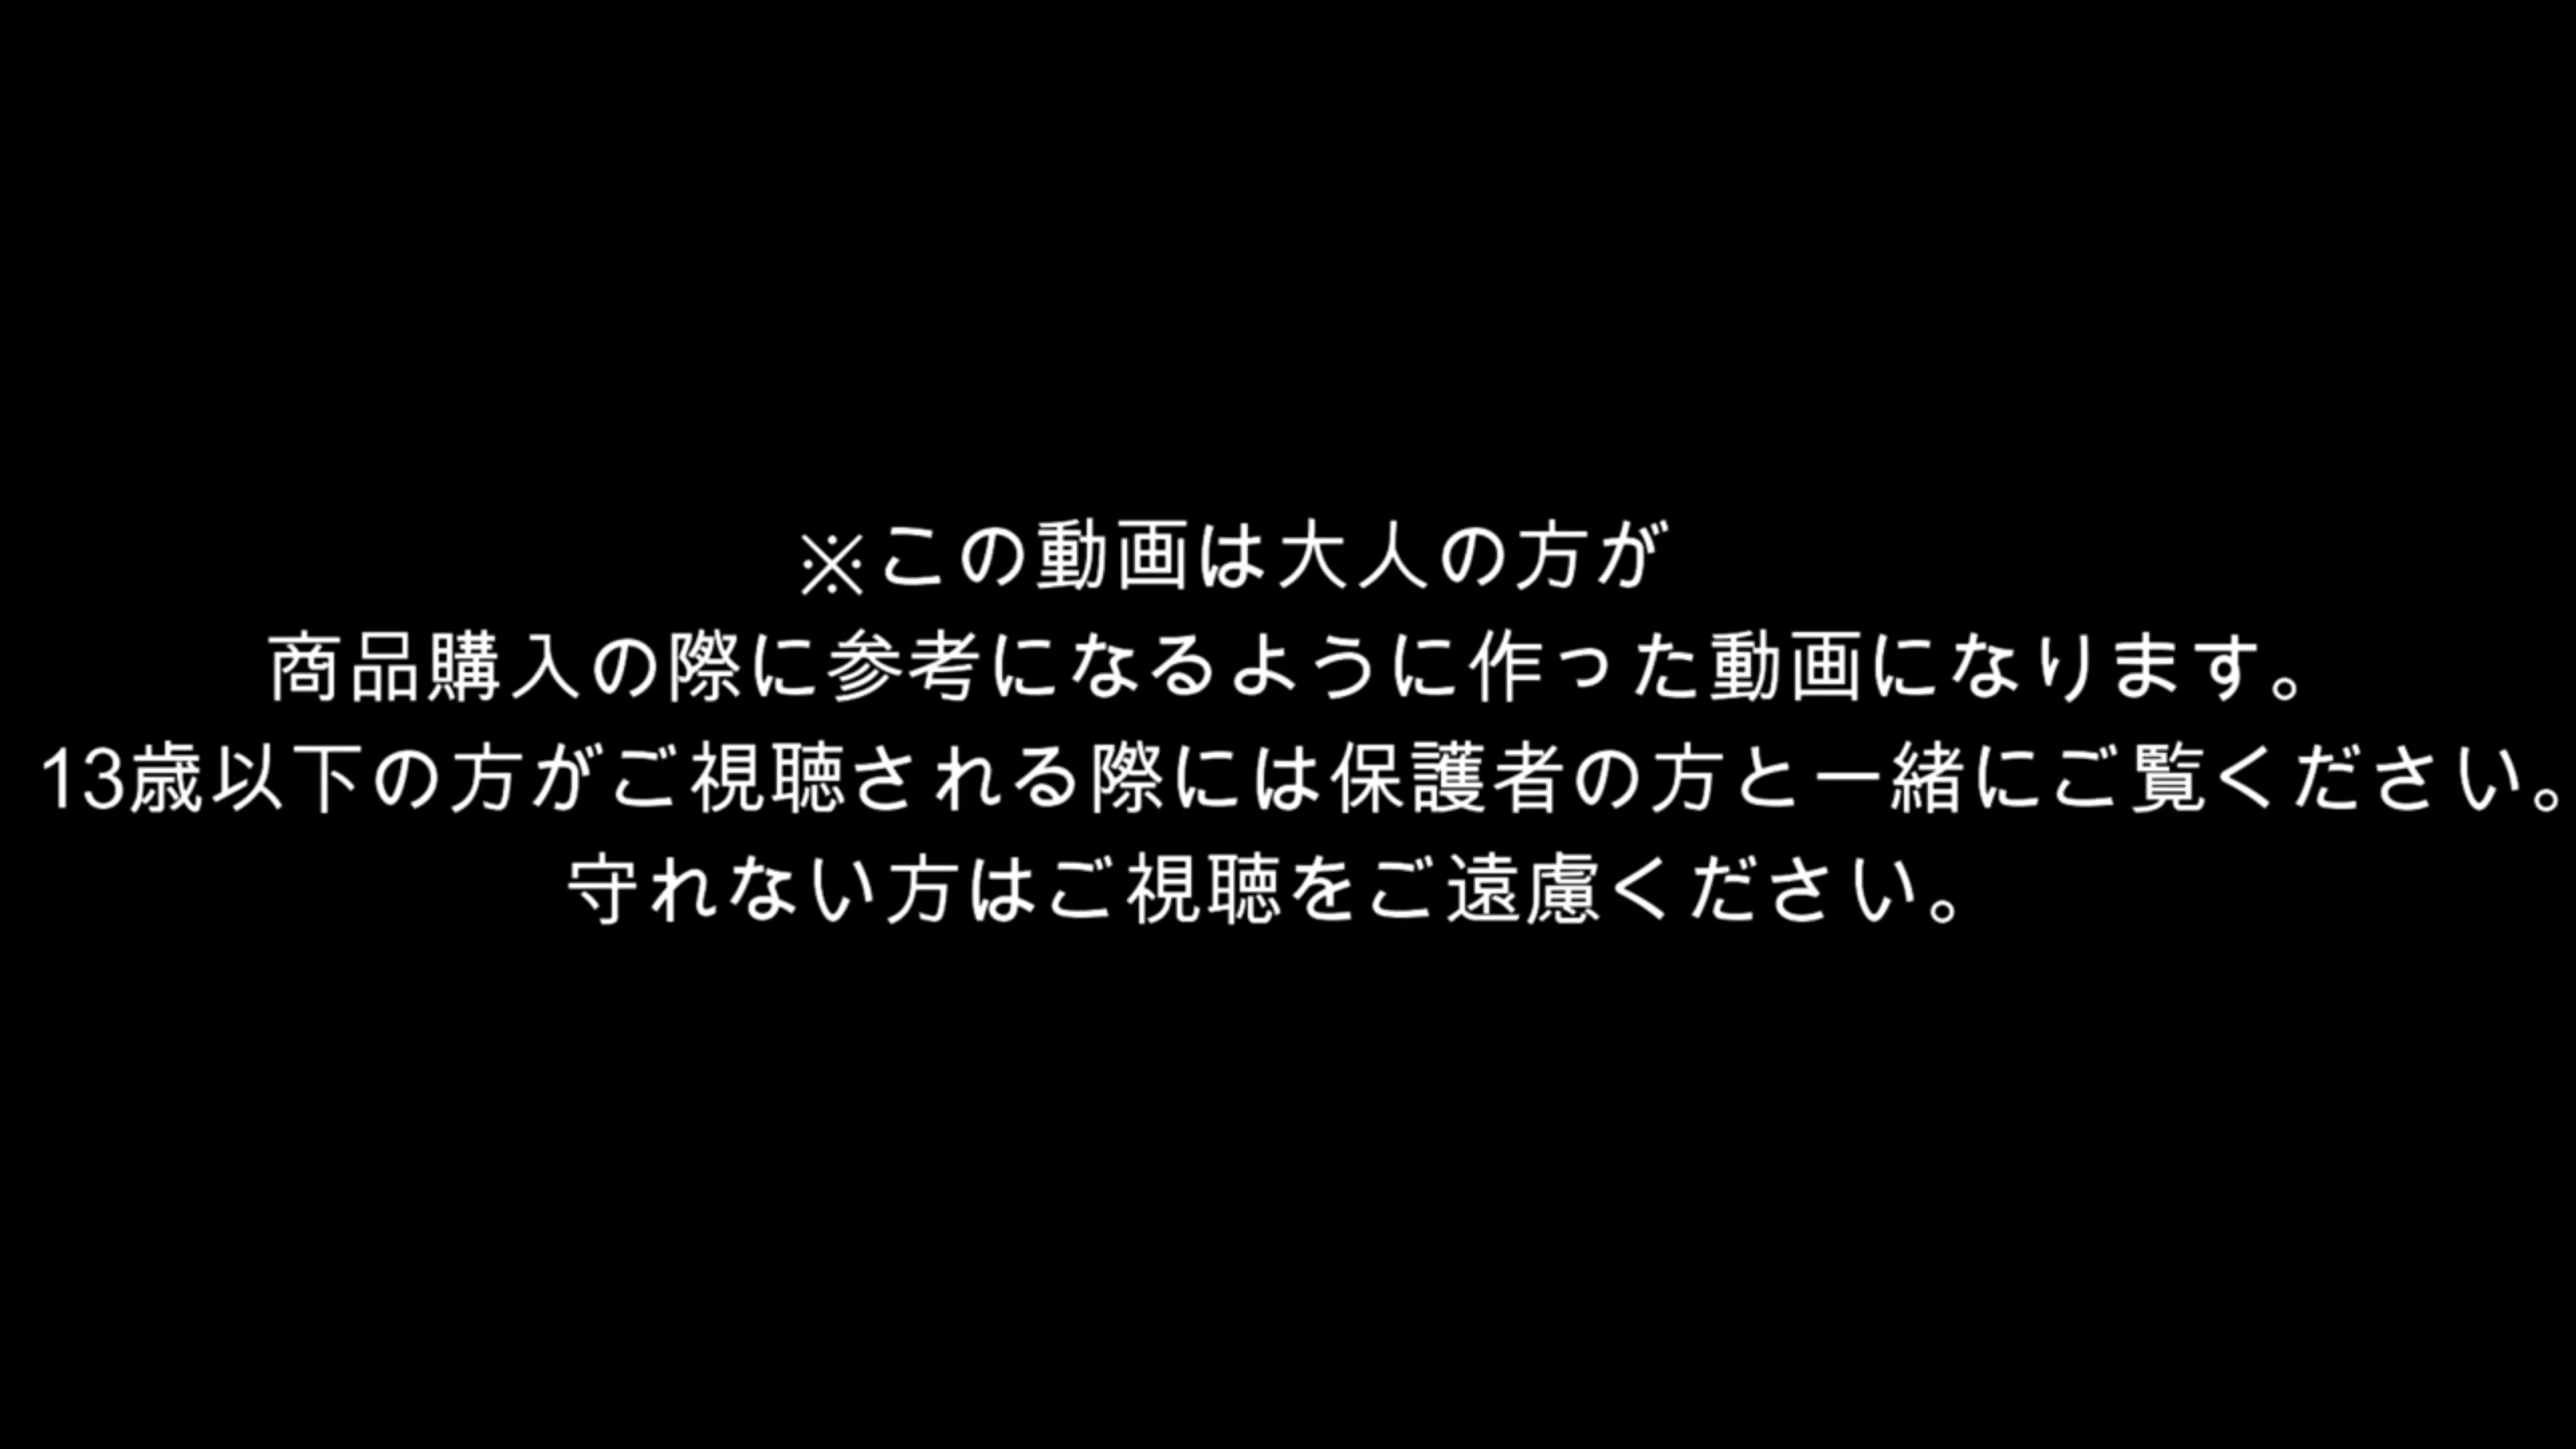 ※この動画は大人の方が
商品購入の際に参考になるように作った動画になります。
13歳以下の方がご視聴される際には保護者の方と一緒にご覧ください。
守れない方はご視聴をご遠慮ください。